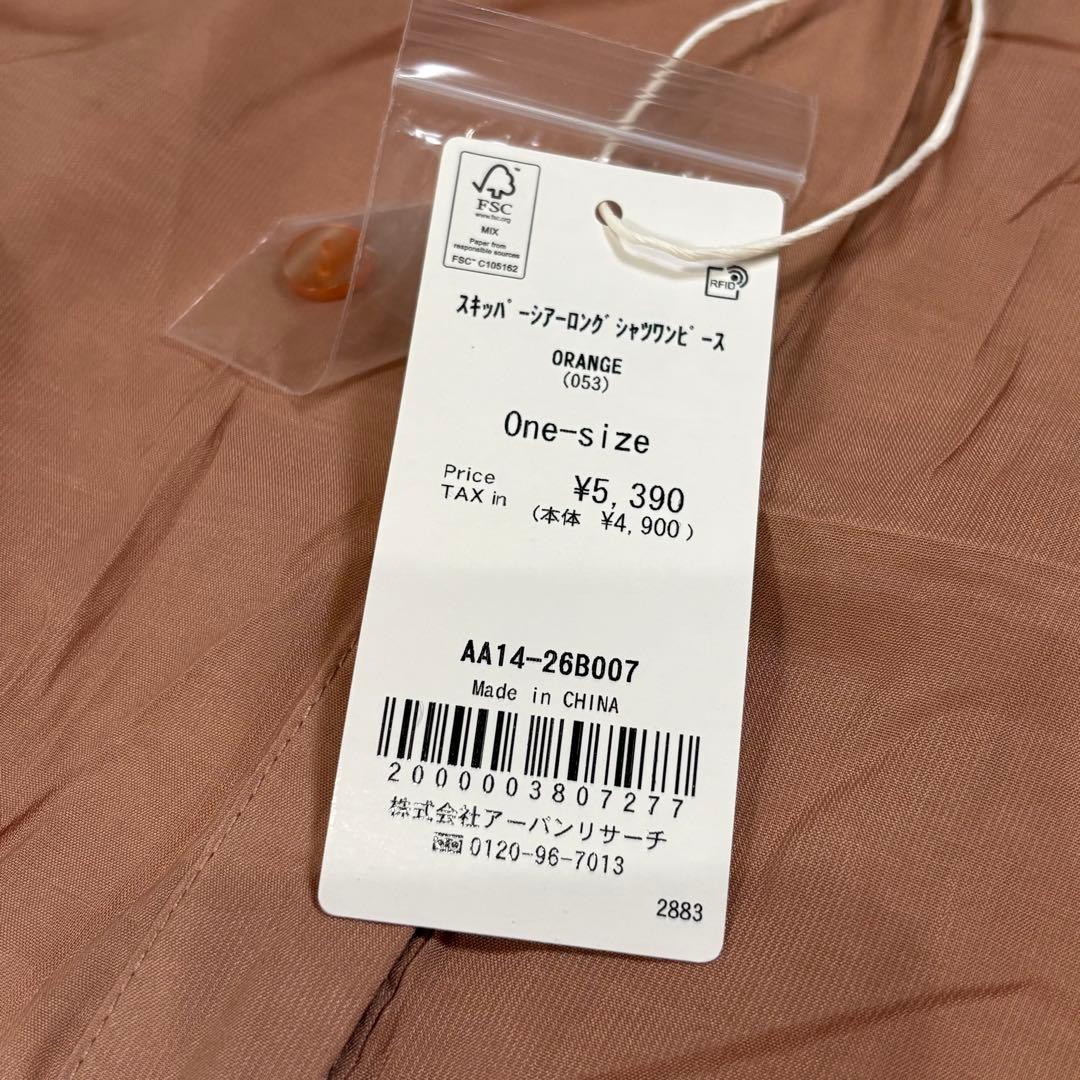 FSC™
www.fsc.org
MIX
Paper from
responsible sources
FSC™ C105162
RFID
ｽｷｯﾊﾟｰｼｱｰﾛﾝｸﾞｼｬﾂﾜﾝﾋﾟｰｽ
ORANGE
(053)
One-size
Price
TAX in
¥5,390
(本体 ¥4,900)
AA14-26B007
Made in CHINA
2000003807277
株式会社アーバンリサーチ
0120-96-7013
2883